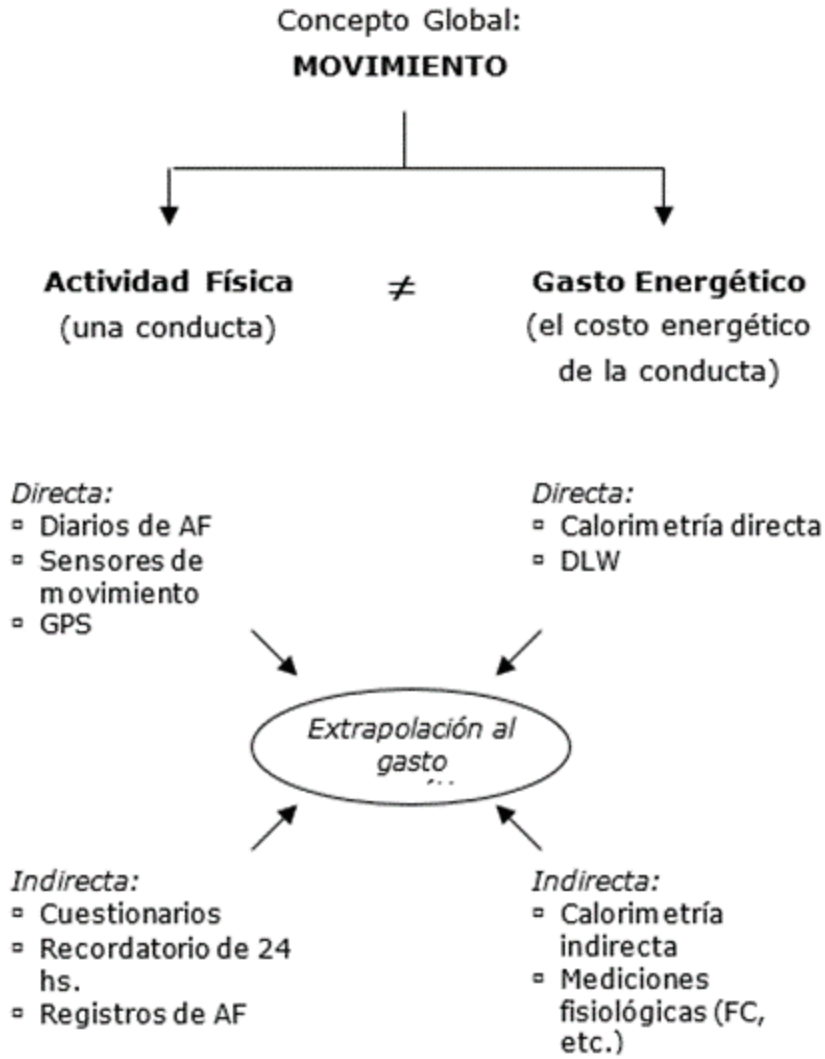 Concepto Global:
MOVIMIENTO
Actividad Física
(una conducta)
≠
Gasto Energético
(el costo energético
de la conducta)
Directa:
▫ Diarios de AF
▫ Sensores de
movimiento
▫ GPS
Directa:
▫ Calorimetría directa
▫ DLW
Extrapolación al
gasto
Indirecta:
▫ Cuestionarios
▫ Recordatorio de 24
hs.
▫ Registros de AF
Indirecta:
▫ Calorimetría
indirecta
▫ Mediciones
fisiológicas (FC,
etc.)